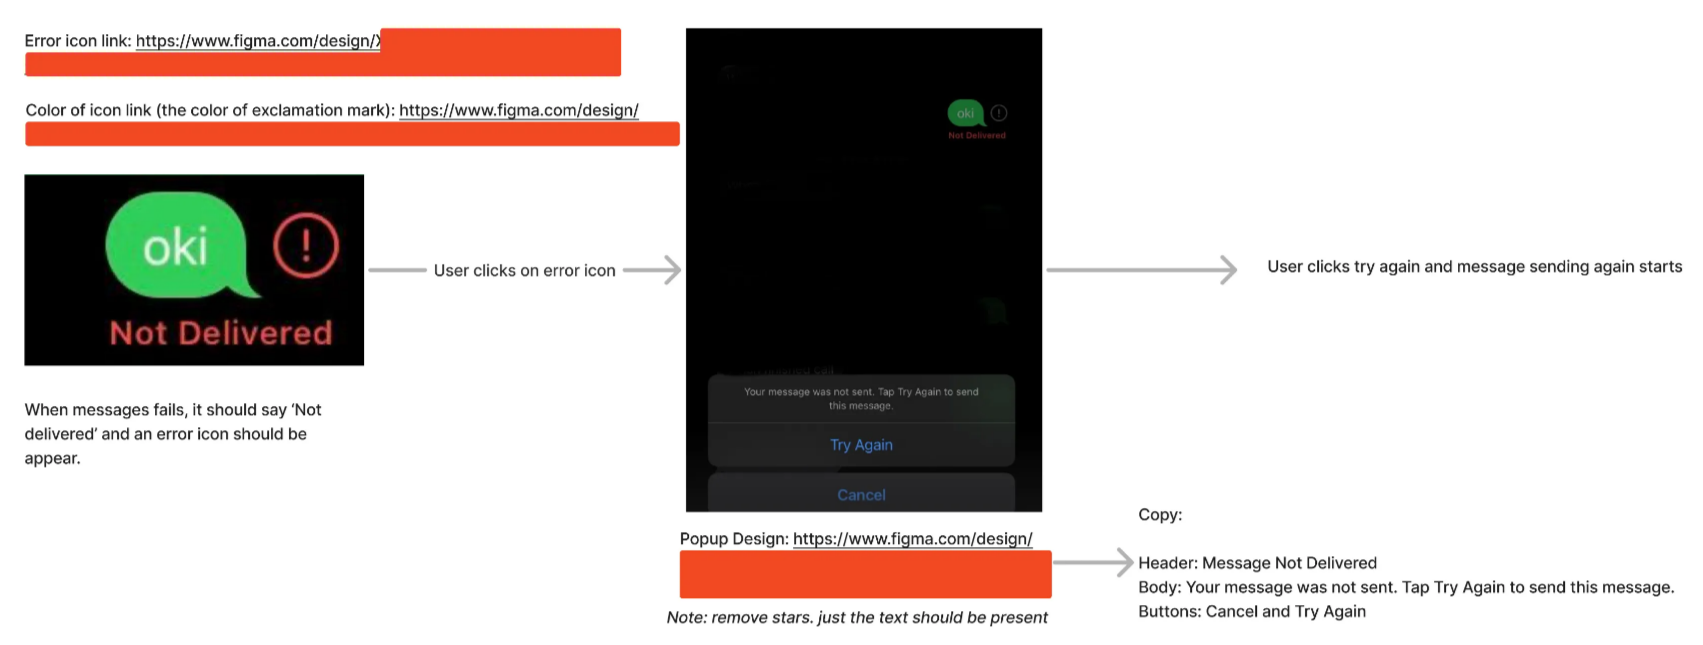 Error icon link: https://www.figma.com/design/
Color of icon link (the color of exclamation mark): https://www.figma.com/design/
oki
!
Not Delivered
When messages fails, it should say ‘Not
delivered’ and an error icon should be
appear.
User clicks on error icon
oki
!
Not Delivered
Your message was not sent. Tap Try Again to send
this message.
Try Again
Cancel
Popup Design: https://www.figma.com/design/
Note: remove stars. just the text should be present
User clicks try again and message sending again starts
Copy:
Header: Message Not Delivered
Body: Your message was not sent. Tap Try Again to send this message.
Buttons: Cancel and Try Again